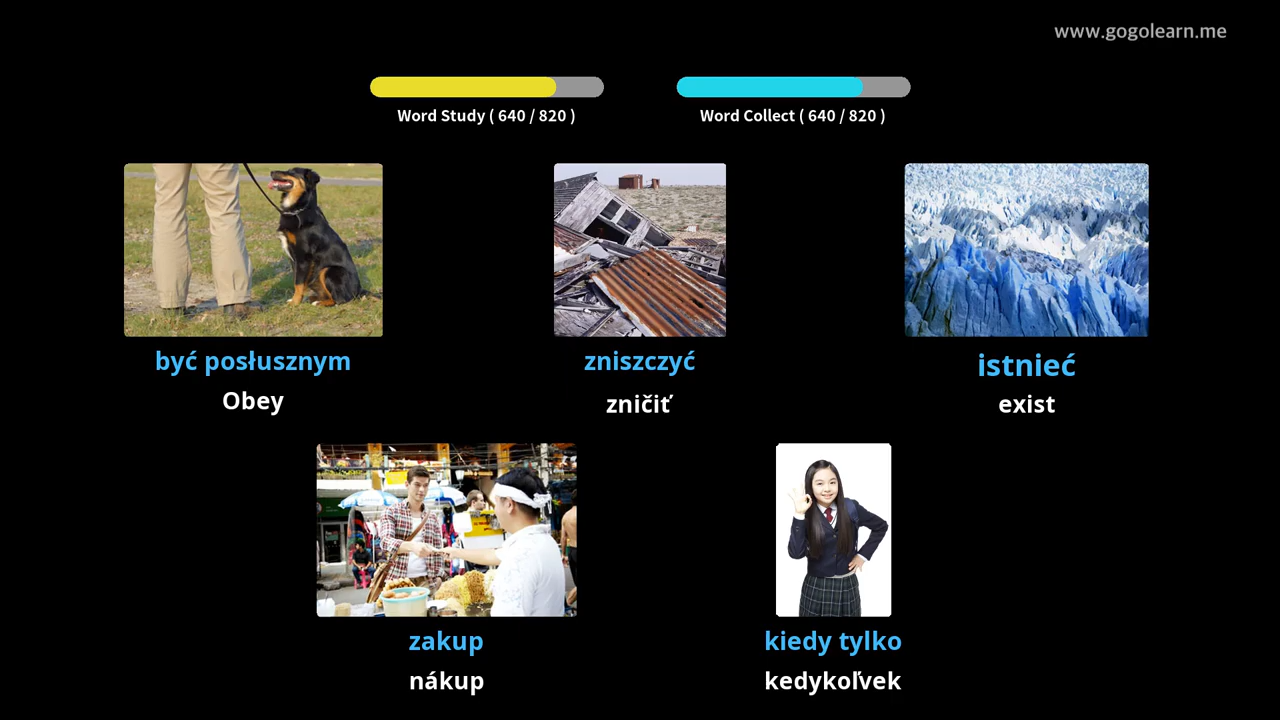 www.gogolearn.me
Word Study ( 640 / 820 )
Word Collect ( 640 / 820 )
być posłusznym
Obey
zniszczyć
zničiť
istnieć
exist
zakup
nákup
kiedy tylko
kedykoľvek